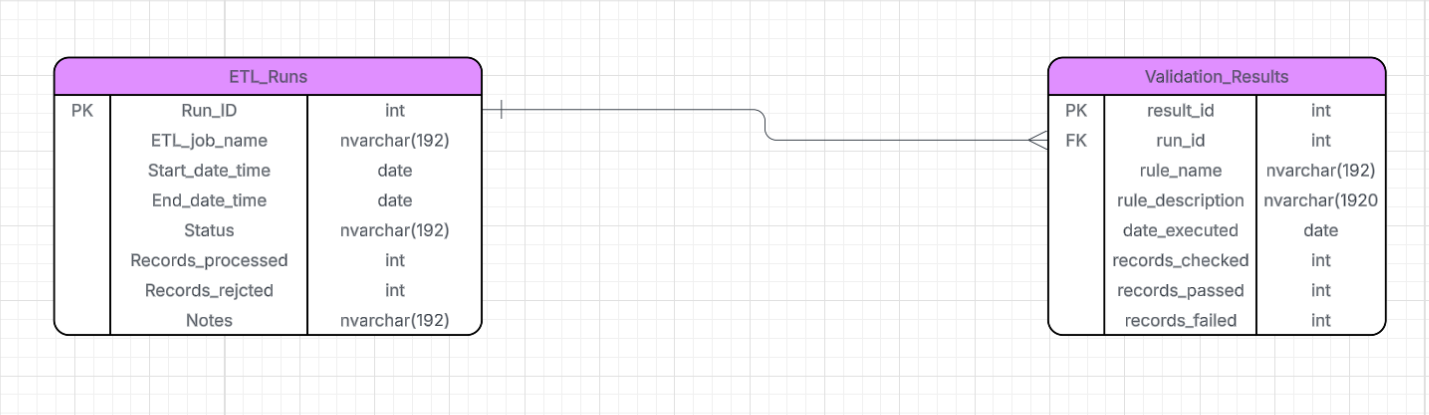 ETL_Runs
PK Run_ID int
ETL_job_name nvarchar(192)
Start_date_time date
End_date_time date
Status nvarchar(192)
Records_processed int
Records_rejcted int
Notes nvarchar(192)
Validation_Results
PK result_id int
FK run_id int
rule_name nvarchar(192)
rule_description nvarchar(1920
date_executed date
records_checked int
records_passed int
records_failed int